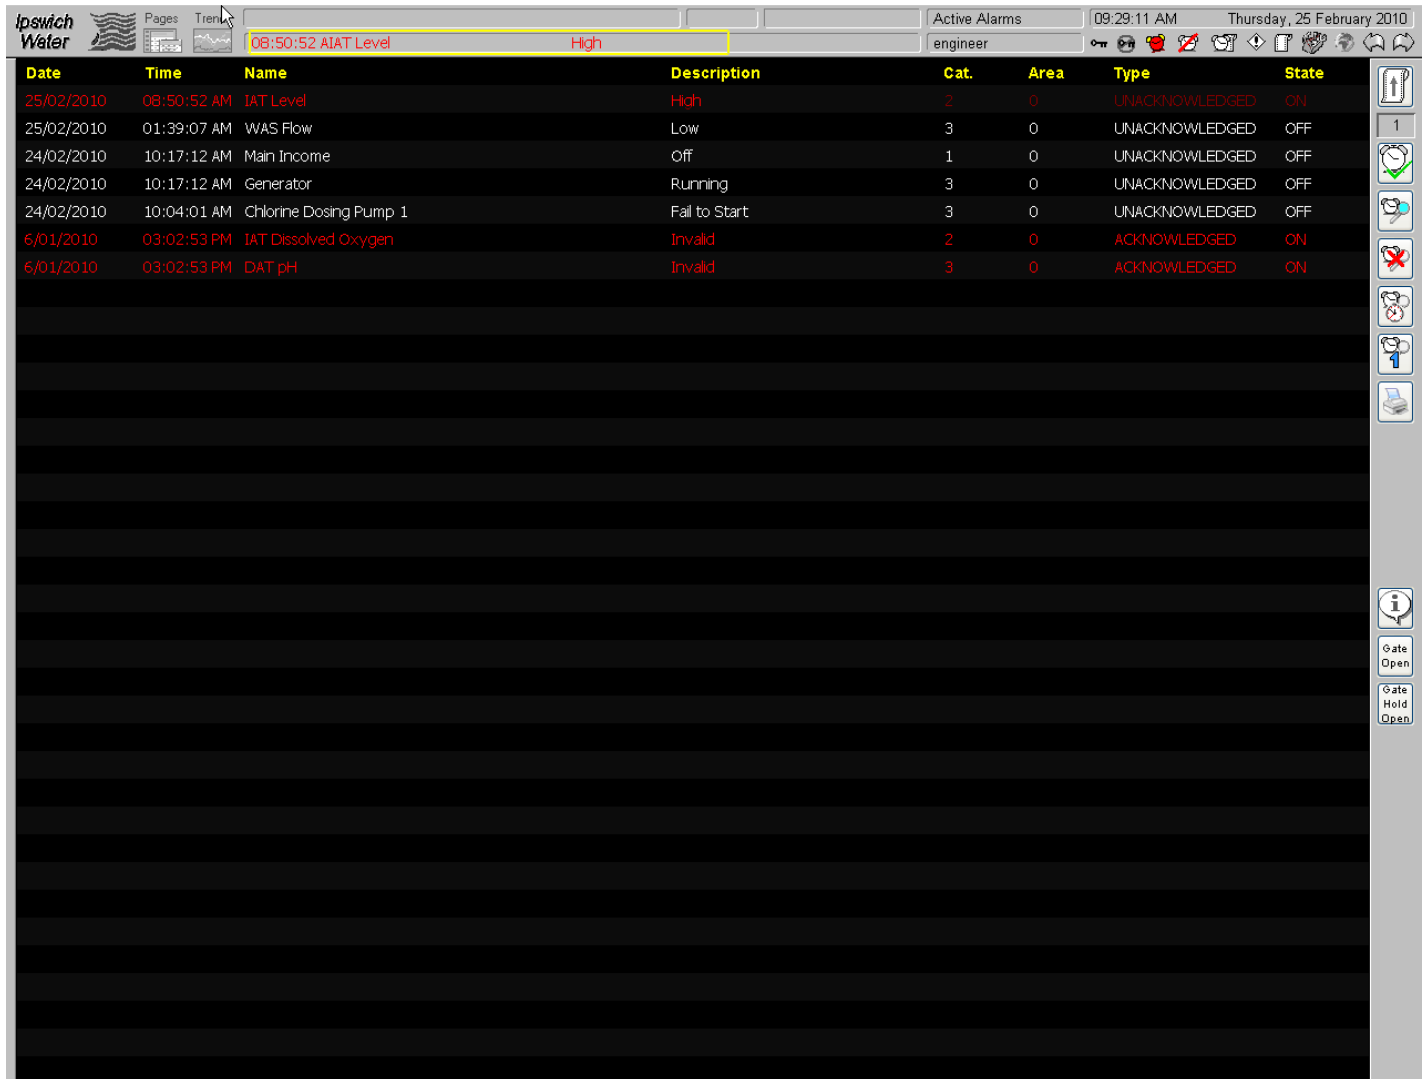 Ipswich Water
Pages Tren
Active Alarms
09:29:11 AM Thursday, 25 February 2010
08:50:52 AIAT Level High
engineer
Date Time Name Description Cat. Area Type State
25/02/2010 08:50:52 AM IAT Level High 2 0 UNACKNOWLEDGED ON
25/02/2010 01:39:07 AM WAS Flow Low 3 0 UNACKNOWLEDGED OFF
24/02/2010 10:17:12 AM Main Income Off 1 0 UNACKNOWLEDGED OFF
24/02/2010 10:17:12 AM Generator Running 3 0 UNACKNOWLEDGED OFF
24/02/2010 10:04:01 AM Chlorine Dosing Pump 1 Fail to Start 3 0 UNACKNOWLEDGED OFF
6/01/2010 03:02:53 PM IAT Dissolved Oxygen Invalid 2 0 ACKNOWLEDGED ON
6/01/2010 03:02:53 PM DAT pH Invalid 3 0 ACKNOWLEDGED ON
1
1
i
Gate
Open
Gate
Hold
Open